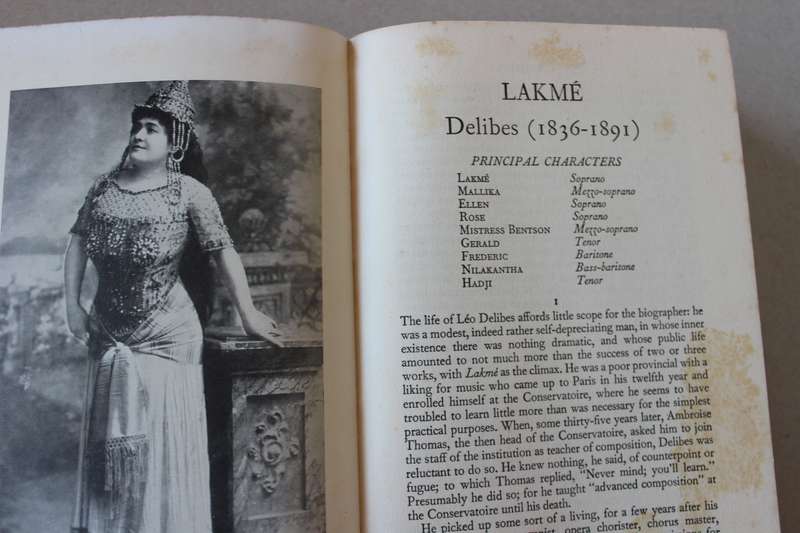 LAKMÉ
Delibes (1836-1891)
PRINCIPAL CHARACTERS
LAKMÉ Soprano
MALLIKA Mezzo-soprano
ELLEN Soprano
ROSE Soprano
MISTRESS BENTSON Mezzo-soprano
GERALD Tenor
FREDERIC Baritone
NILAKANTHA Bass-baritone
HADJI Tenor
I
The life of Léo Delibes affords little scope for the biographer: he
was a modest, indeed rather self-depreciating man, in whose inner
existence there was nothing dramatic, and whose public life
amounted to not much more than the success of two or three
works, with Lakmé as the climax. He was a poor provincial with a
liking for music who came up to Paris in his twelfth year and
enrolled himself at the Conservatoire, where he seems to have
troubled to learn little more than was necessary for the simplest
practical purposes. When, some thirty-five years later, Ambroise
Thomas, the then head of the Conservatoire, asked him to join
the staff of the institution as teacher of composition, Delibes was
reluctant to do so. He knew nothing, he said, of counterpoint or
fugue; to which Thomas replied, "Never mind; you'll learn."
Presumably he did so; for he taught "advanced composition" at
the Conservatoire until his death.
He picked up some sort of a living, for a few years after his
opera chorister, chorus master,
for